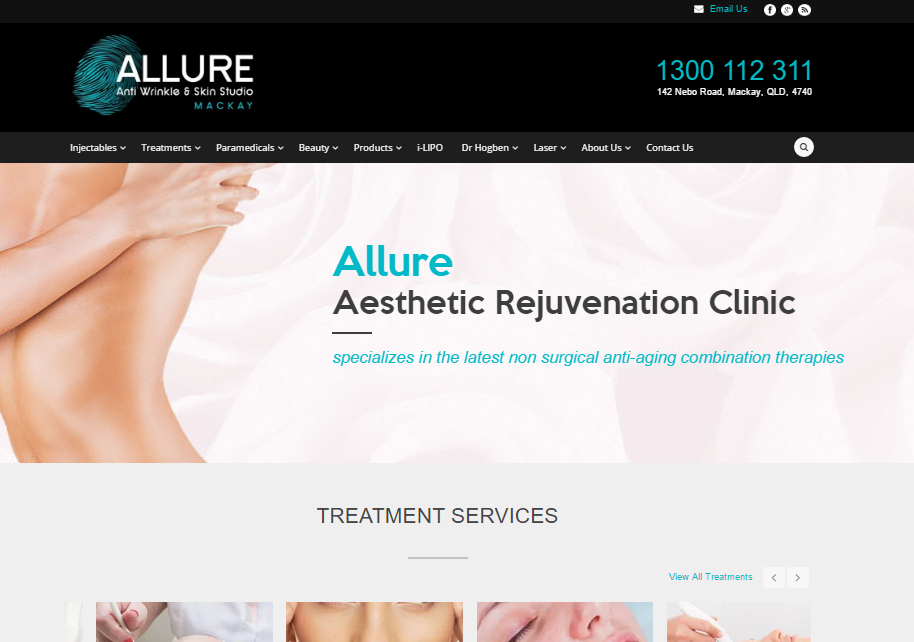 Email Us
ALLURE
Anti Wrinkle & Skin Studio
MACKAY
1300 112 311
142 Nebo Road, Mackay, QLD, 4740
Injectables Treatments Paramedicals Beauty Products i-LIPO Dr Hogben Laser About Us Contact Us
Allure
Aesthetic Rejuvenation Clinic
specializes in the latest non surgical anti-aging combination therapies
TREATMENT SERVICES
View All Treatments